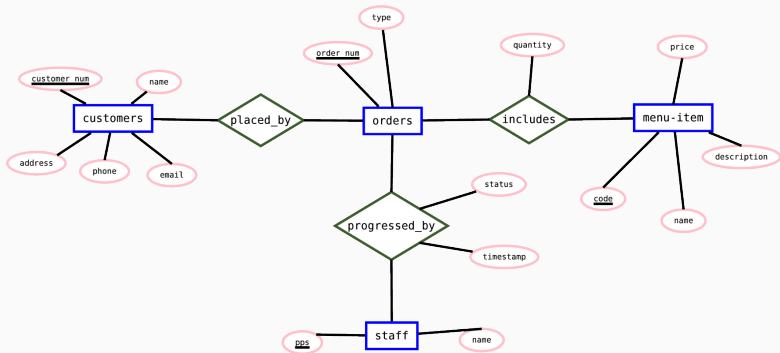 type
order_num
quantity
price
customer_num
name
customers
placed_by
orders
includes
menu-item
address
phone
email
description
status
code
name
progressed_by
timestamp
pps
staff
name